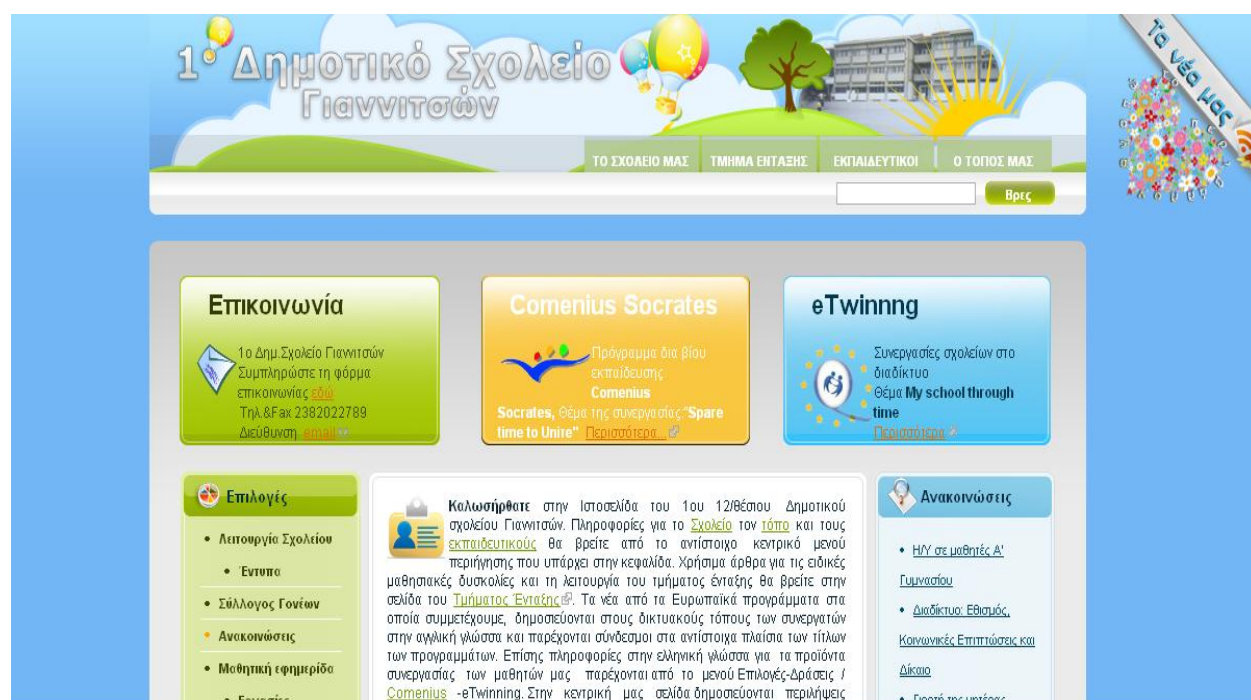 1ο Δημοτικό Σχολείο
Γιαννιτσών
Τα νέα μας
ΤΟ ΣΧΟΛΕΙΟ ΜΑΣ
ΤΜΗΜΑ ΕΝΤΑΞΗΣ
ΕΚΠΑΙΔΕΥΤΙΚΟΙ
Ο ΤΟΠΟΣ ΜΑΣ
Βρες
Επικοινωνία
1ο Δημ.Σχολείο Γιαννιτσών
Συμπληρώστε τη φόρμα
επικοινωνίας εδώ
Τηλ.&Fax 2382022789
Διεύθυνση email
Comenius Socrates
Πρόγραμμα δια βίου
εκπαίδευσης
Comenius
Socrates, Θέμα της συνεργασίας:"Spare
time to Unite" Περισσότερα...
eTwinnng
Συνεργασίες σχολείων στο
διαδίκτυο
Θέμα My school through
time
Περισσότερα
Επιλογές
Λειτουργία Σχολείου
Έντυπα
Σύλλογος Γονέων
Ανακοινώσεις
Μαθητική εφημερίδα
Καλωσήρθατε στην Ιστοσελίδα του 1ου 12/θέσιου Δημοτικού
σχολείου Γιαννιτσών. Πληροφορίες για το Σχολείο τον τόπο και τους
εκπαιδευτικούς θα βρείτε από το αντίστοιχο κεντρικό μενού
περιήγησης που υπάρχει στην κεφαλίδα. Χρήσιμα άρθρα για τις ειδικές
μαθησιακές δυσκολίες και τη λειτουργία του τμήματος ένταξης θα βρείτε στην
σελίδα του Τμήματος Ένταξης. Τα νέα από τα Ευρωπαϊκά προγράμματα στα
οποία συμμετέχουμε, δημοσιεύονται στους δικτυακούς τόπους των συνεργατών
στην αγγλική γλώσσα και παρέχονται σύνδεσμοι στα αντίστοιχα πλαίσια των τίτλων
των προγραμμάτων. Επίσης πληροφορίες στην ελληνική γλώσσα για τα προϊόντα
συνεργασίας των μαθητών μας παρέχονται από το μενού Επιλογές-Δράσεις /
Comenius -eTwinning. Στην κεντρική μας σελίδα δημοσιεύονται περιλήψεις
Ανακοινώσεις
Η/Υ σε μαθητές Α'
Γυμνασίου
Διαδίκτυο: Εθισμός,
Κοινωνικές Επιπτώσεις και
Δίκαιο
Γιορτή της μητέρας